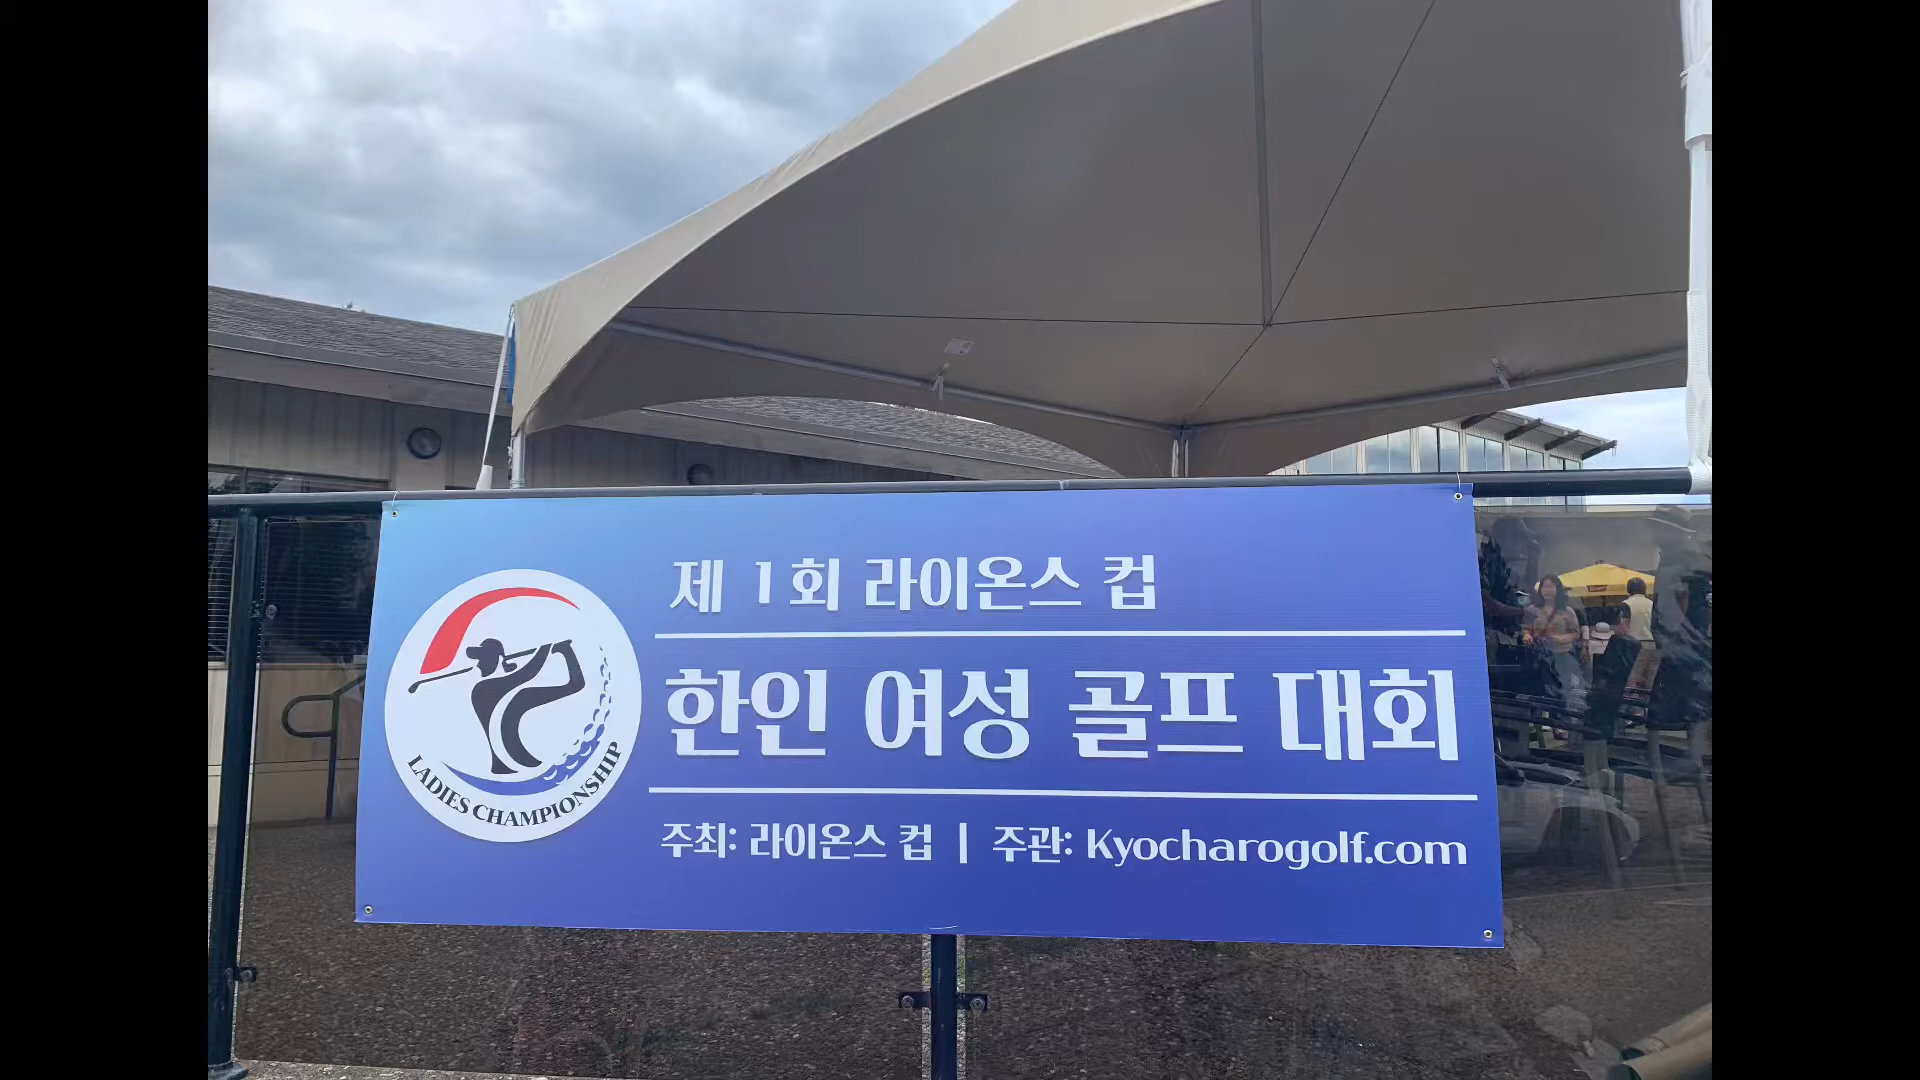 제 1회 라이온스 컵
한인 여성 골프 대회
주최: 라이온스 컵 | 주관: Kyocharogolf.com
LADIES CHAMPIONSHIP